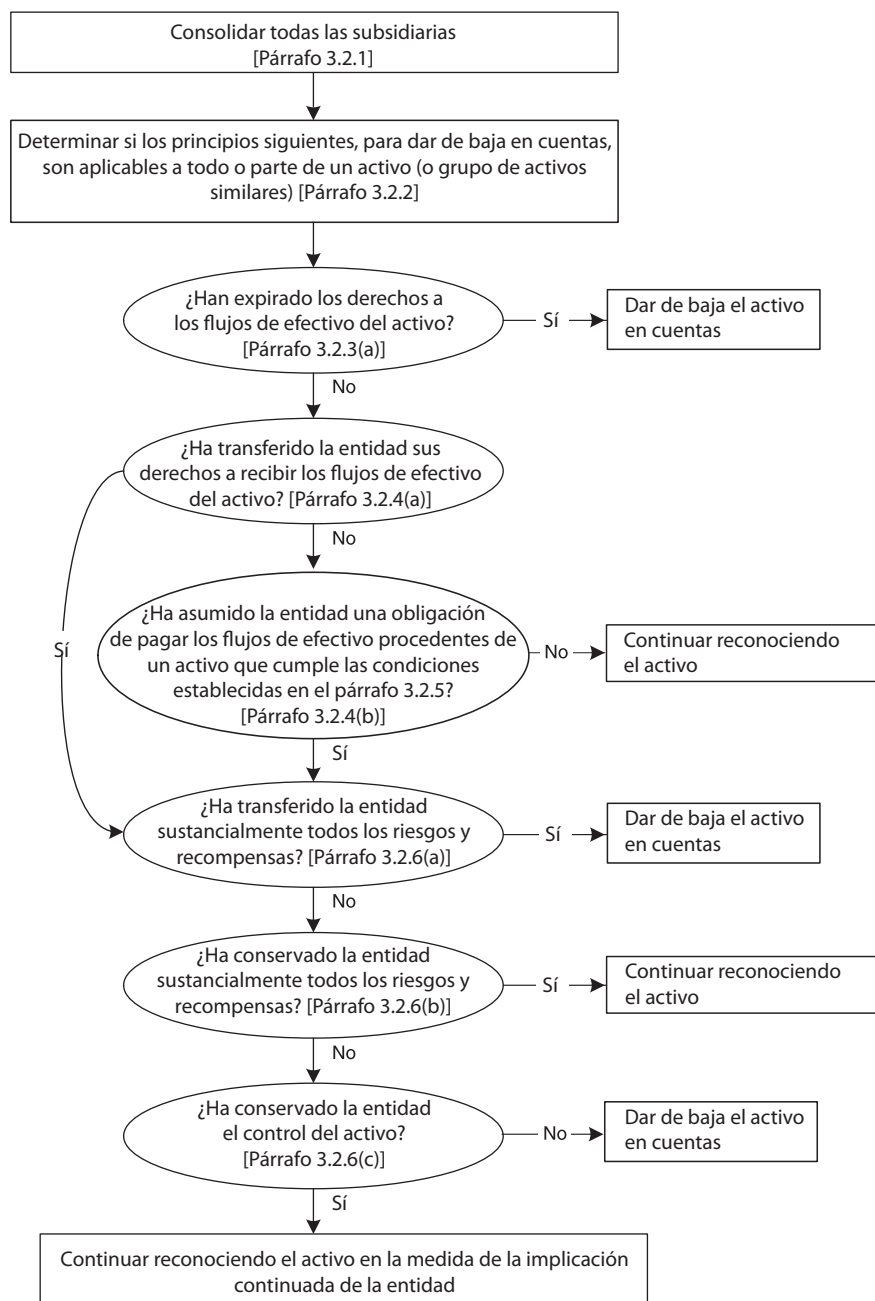 Consolidar todas las subsidiarias
[Párrafo 3.2.1]
Determinar si los principios siguientes, para dar de baja en cuentas,
son aplicables a todo o parte de un activo (o grupo de activos
similares) [Párrafo 3.2.2]
¿Han expirado los derechos a
los flujos de efectivo del activo?
[Párrafo 3.2.3(a)]
Sí
Dar de baja el activo
en cuentas
No
¿Ha transferido la entidad sus
derechos a recibir los flujos de efectivo
del activo? [Párrafo 3.2.4(a)]
No
Sí
¿Ha asumido la entidad una obligación
de pagar los flujos de efectivo procedentes de
un activo que cumple las condiciones
establecidas en el párrafo 3.2.5?
[Párrafo 3.2.4(b)]
No
Continuar reconociendo
el activo
Sí
¿Ha transferido la entidad
sustancialmente todos los riesgos y
recompensas? [Párrafo 3.2.6(a)]
Sí
Dar de baja el activo
en cuentas
No
¿Ha conservado la entidad
sustancialmente todos los riesgos y
recompensas? [Párrafo 3.2.6(b)]
Sí
Continuar reconociendo
el activo
No
¿Ha conservado la entidad
el control del activo?
[Párrafo 3.2.6(c)]
No
Dar de baja el activo
en cuentas
Sí
Continuar reconociendo el activo en la medida de la implicación
continuada de la entidad